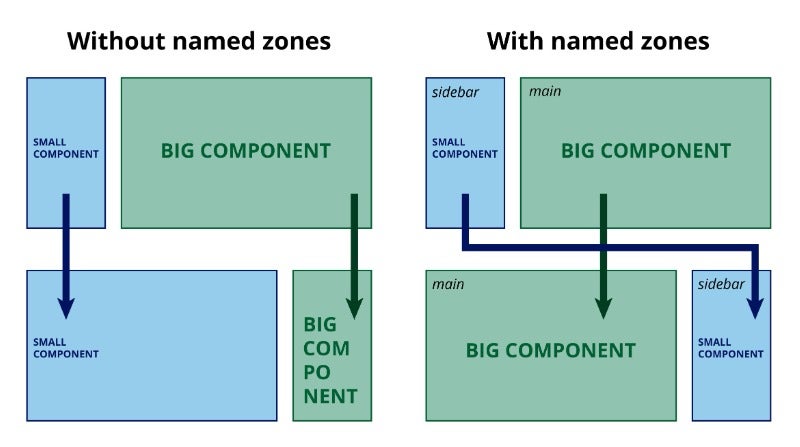 Without named zones
With named zones
SMALL
COMPONENT
BIG COMPONENT
sidebar
SMALL
COMPONENT
main
BIG COMPONENT
SMALL
COMPONENT
BIG
COM
PO
NENT
main
BIG COMPONENT
sidebar
SMALL
COMPONENT